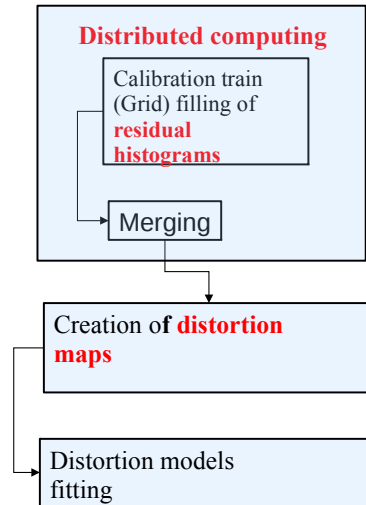 Distributed computing
Calibration train
(Grid) filling of
residual
histograms
Merging
Creation of distortion
maps
Distortion models
fitting